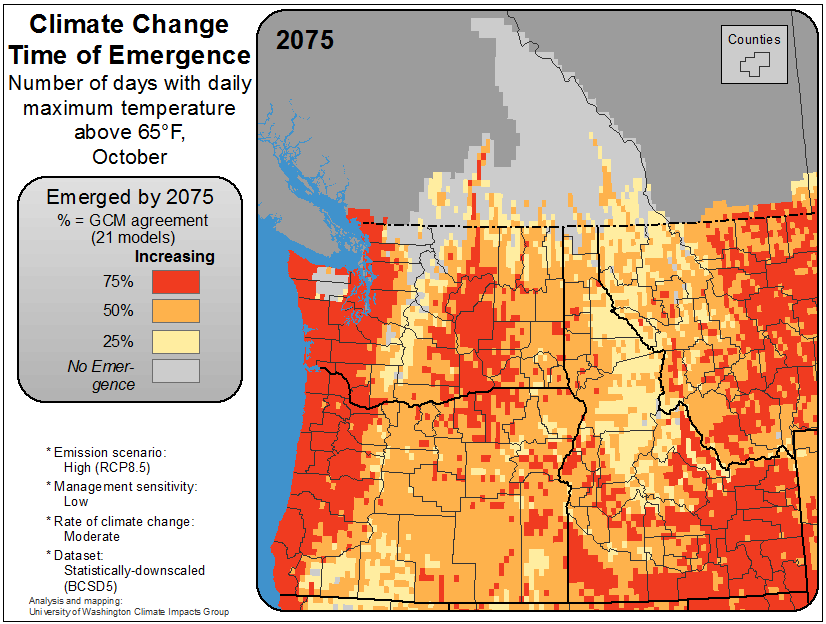 Climate Change
Time of Emergence
Number of days with daily
maximum temperature
above 65°F,
October
2075
Counties
Emerged by 2075
% = GCM agreement
(21 models)
Increasing
75%
50%
25%
No Emer-
gence
* Emission scenario:
High (RCP8.5)
* Management sensitivity:
Low
* Rate of climate change:
Moderate
* Dataset:
Statistically-downscaled
(BCSD5)
Analysis and mapping:
University of Washington Climate Impacts Group